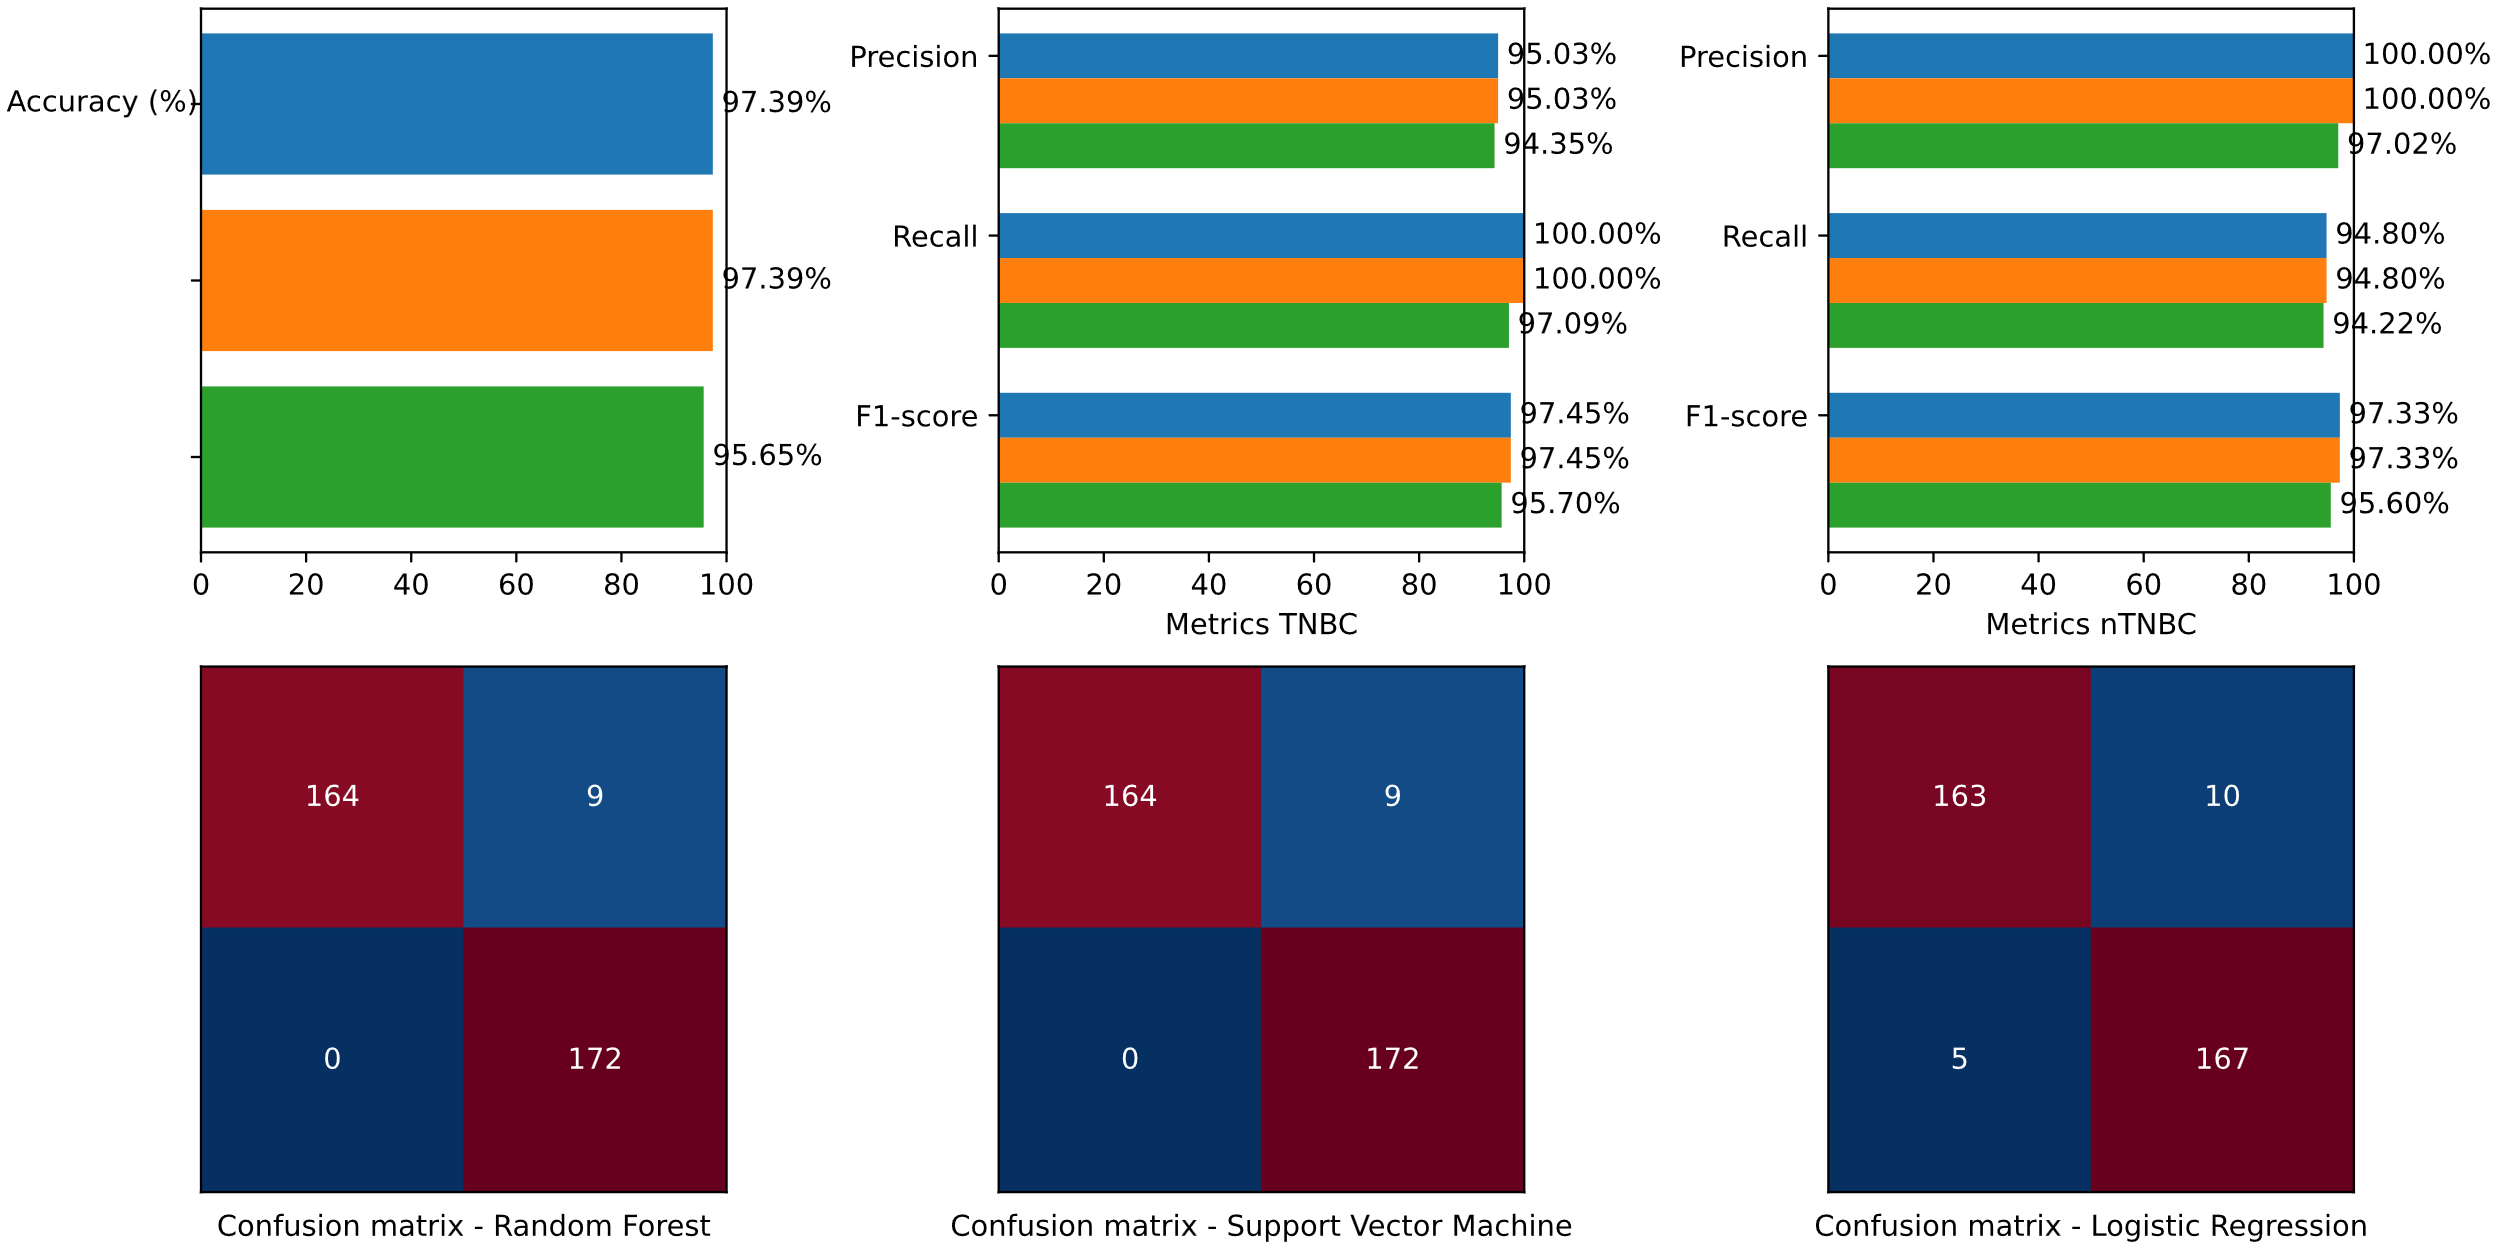 Accuracy (%)
97.39%
97.39%
95.65%
0 20 40 60 80 100
Precision
95.03%
95.03%
94.35%
Recall
100.00%
100.00%
97.09%
F1-score
97.45%
97.45%
95.70%
0 20 40 60 80 100
Metrics TNBC
Precision
100.00%
100.00%
97.02%
Recall
94.80%
94.80%
94.22%
F1-score
97.33%
97.33%
95.60%
0 20 40 60 80 100
Metrics nTNBC
164 9
0 172
Confusion matrix - Random Forest
164 9
0 172
Confusion matrix - Support Vector Machine
163 10
5 167
Confusion matrix - Logistic Regression